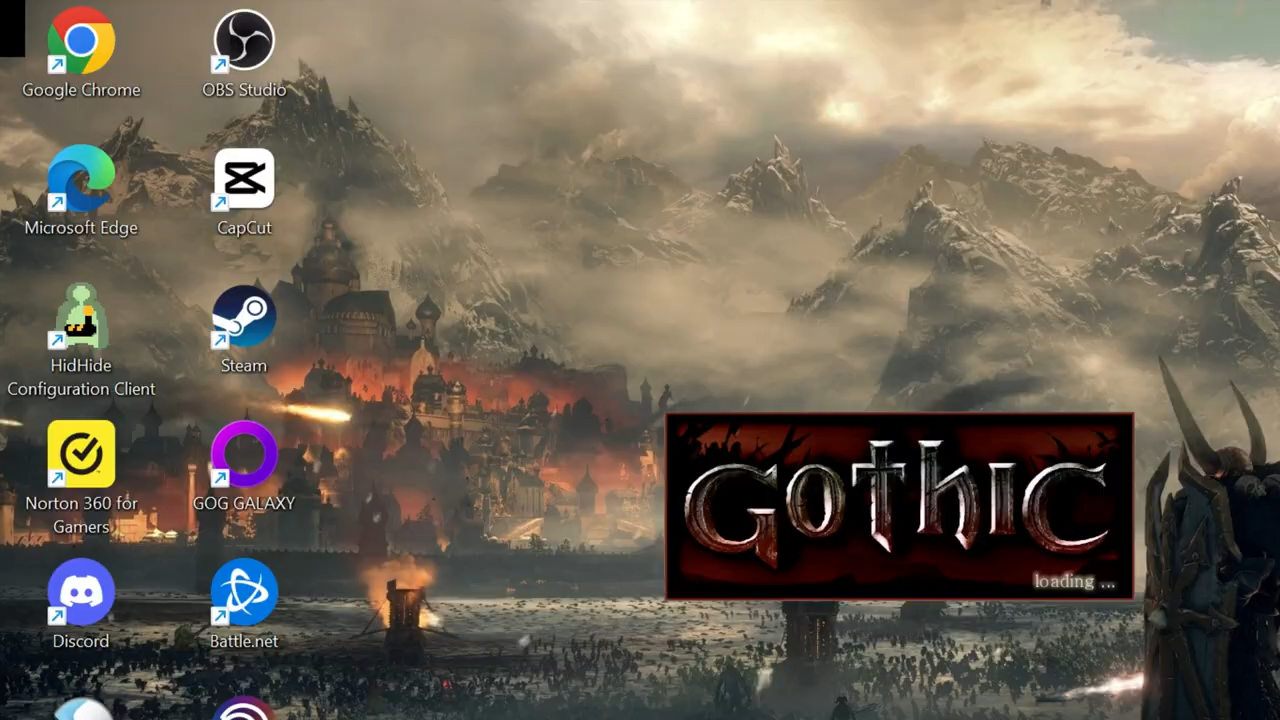 Google Chrome
OBS Studio
Microsoft Edge
CapCut
HidHide
Configuration Client
Steam
Norton 360 for
Gamers
GOG GALAXY
Discord
Battle.net
GOTHIC
loading ...